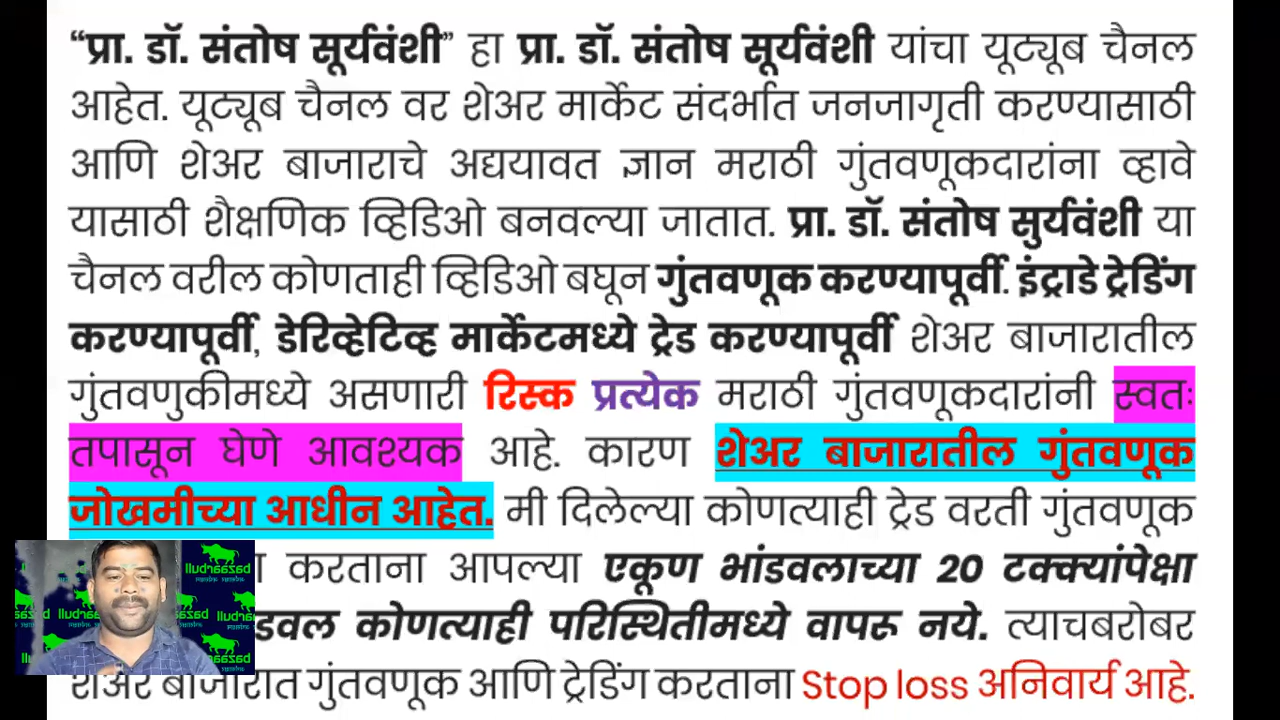 “प्रा. डॉ. संतोष सूर्यवंशी” हा प्रा. डॉ. संतोष सूर्यवंशी यांचा यूट्यूब चैनल
आहेत. यूट्यूब चैनल वर शेअर मार्केट संदर्भात जनजागृती करण्यासाठी
आणि शेअर बाजाराचे अद्ययावत ज्ञान मराठी गुंतवणूकदारांना व्हावे
यासाठी शैक्षणिक व्हिडिओ बनवल्या जातात. प्रा. डॉ. संतोष सुर्यवंशी या
चैनल वरील कोणताही व्हिडिओ बघून गुंतवणूक करण्यापूर्वी. इंट्राडे ट्रेडिंग
करण्यापूर्वी, डेरिव्हेटिव्ह मार्केटमध्ये ट्रेड करण्यापूर्वी शेअर बाजारातील
गुंतवणुकीमध्ये असणारी रिस्क प्रत्येक मराठी गुंतवणूकदारांनी स्वतः
तपासून घेणे आवश्यक आहे. कारण शेअर बाजारातील गुंतवणूक
जोखमीच्या आधीन आहेत. मी दिलेल्या कोणत्याही ट्रेड वरती गुंतवणूक
करताना आपल्या एकूण भांडवलाच्या 20 टक्क्यांपेक्षा
डवल कोणत्याही परिस्थितीमध्ये वापरू नये. त्याचबरोबर
शेअर बाजारात गुंतवणूक आणि ट्रेडिंग करताना Stop loss अनिवार्य आहे.
bazaarbull